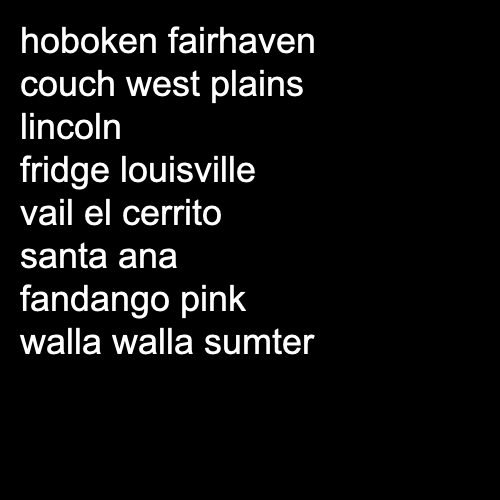 hoboken fairhaven
couch west plains
lincoln
fridge louisville
vail el cerrito
santa ana
fandango pink
walla walla sumter